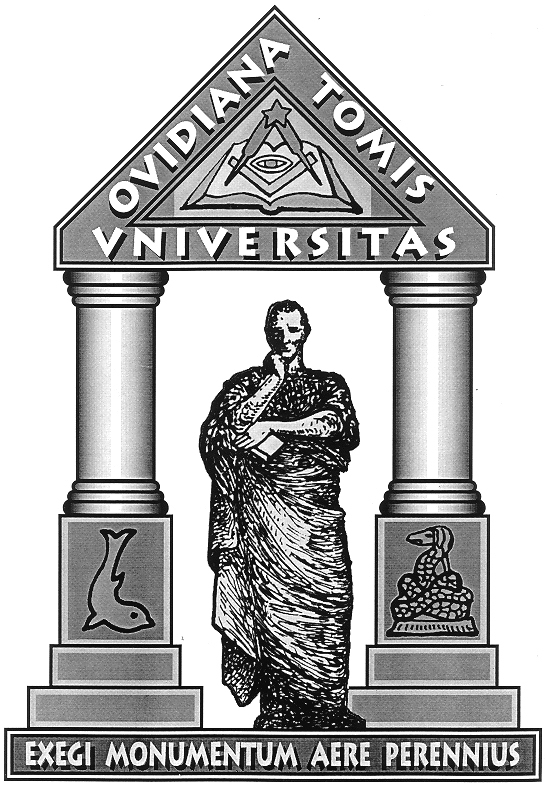 OVIDIANA TOMIS
VNIVERSITAS
EXEGI MONUMENTUM AERE PERENNIUS